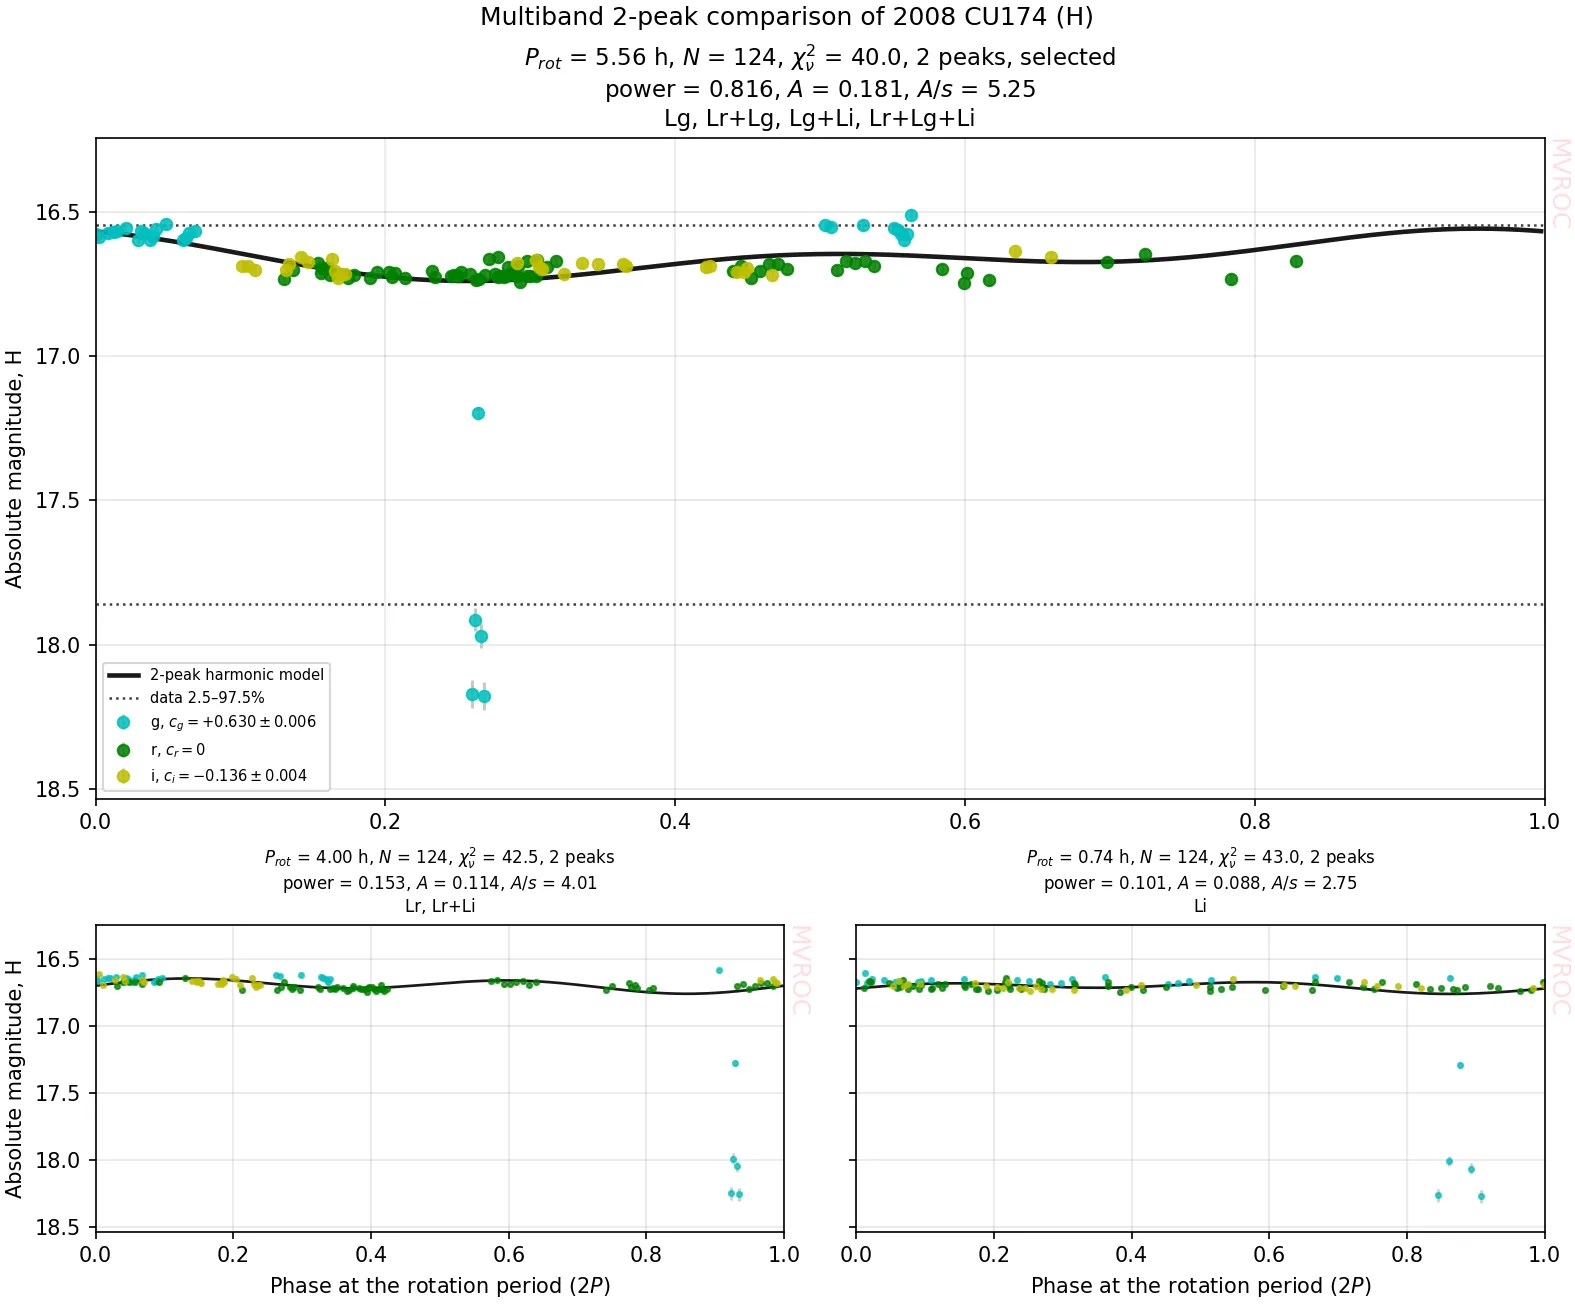 Multiband 2-peak comparison of 2008 CU174 (H)
P_rot = 5.56 h, N = 124, χ²_ν = 40.0, 2 peaks, selected
power = 0.816, A = 0.181, A/s = 5.25
Lg, Lr+Lg, Lg+Li, Lr+Lg+Li
MVROC
Absolute magnitude, H
16.5
17.0
17.5
18.0
18.5
2-peak harmonic model
data 2.5–97.5%
g, c_g = +0.630 ± 0.006
r, c_r = 0
i, c_i = −0.136 ± 0.004
0.0 0.2 0.4 0.6 0.8 1.0
P_rot = 4.00 h, N = 124, χ²_ν = 42.5, 2 peaks
power = 0.153, A = 0.114, A/s = 4.01
Lr, Lr+Li
MVROC
Absolute magnitude, H
16.5
17.0
17.5
18.0
18.5
0.0 0.2 0.4 0.6 0.8 1.0
Phase at the rotation period (2P)
P_rot = 0.74 h, N = 124, χ²_ν = 43.0, 2 peaks
power = 0.101, A = 0.088, A/s = 2.75
Li
MVROC
0.0 0.2 0.4 0.6 0.8 1.0
Phase at the rotation period (2P)